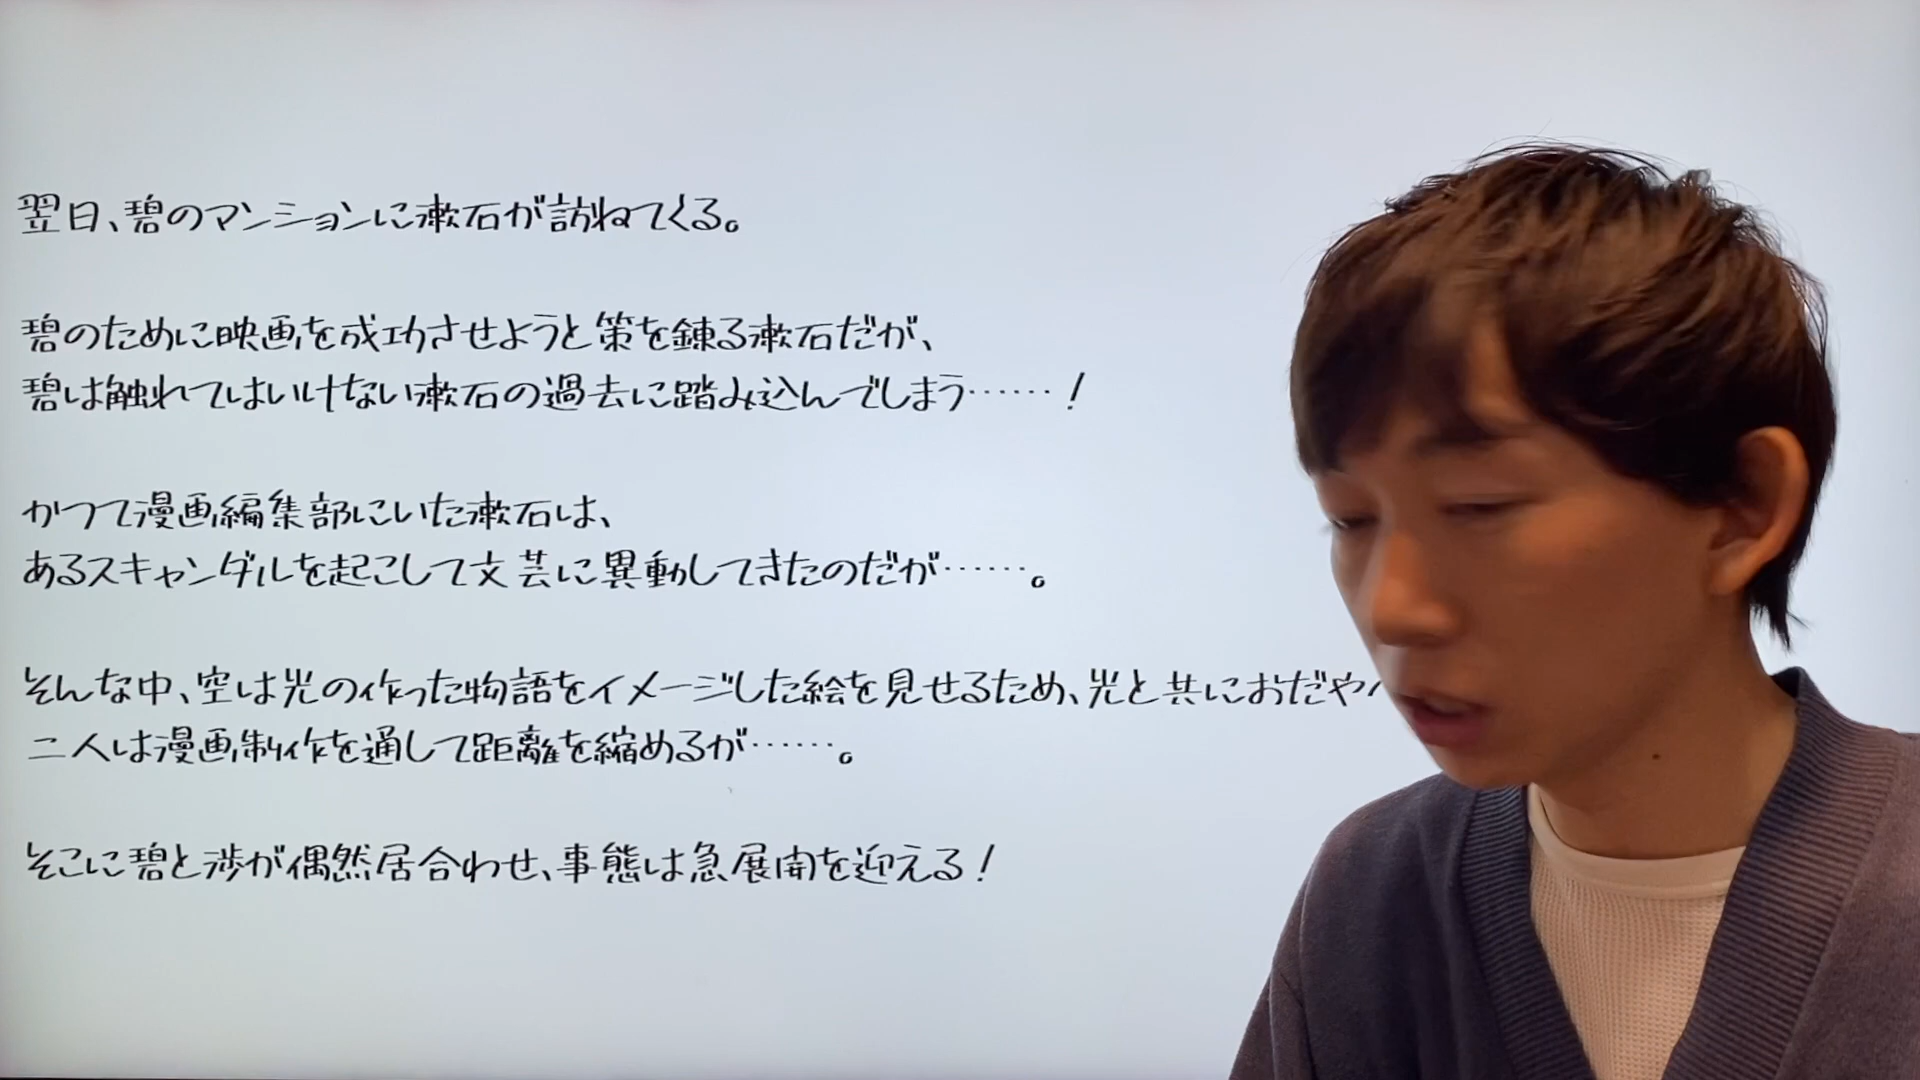 翌日、碧のマンションに漱石が訪ねてくる。
碧のために映画を成功させようと策を錬る漱石だが、
碧は触れてはいけない漱石の過去に踏み込んでしまう……！
かつて漫画編集部にいた漱石は、
あるスキャンダルを起こして文芸に異動してきたのだが……。
そんな中、空は光の作った物語をイメージした絵を見せるため、光と共におだや
二人は漫画制作を通して距離を縮めるが……。
そこに碧と渉が偶然居合わせ、事態は急展開を迎える！